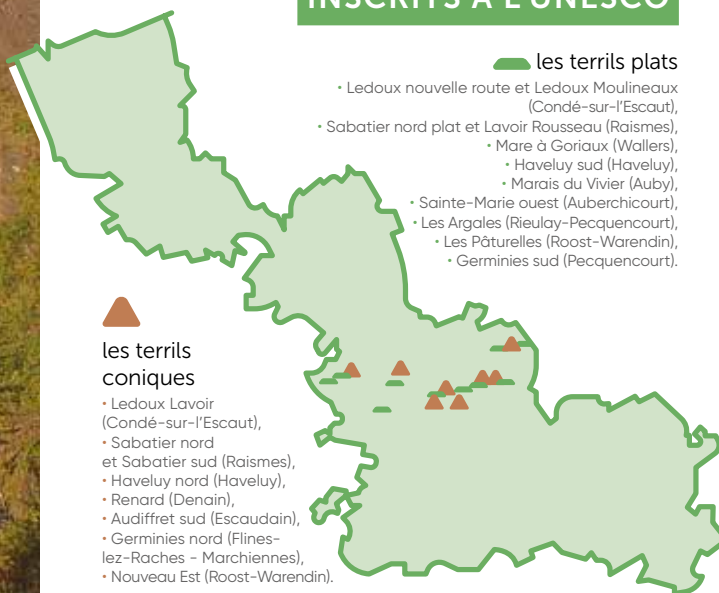 INSCRITS À L'UNESCO
les terrils plats
• Ledoux nouvelle route et Ledoux Moulineaux
(Condé-sur-l'Escaut),
• Sabatier nord plat et Lavoir Rousseau (Raismes),
• Mare à Goriaux (Wallers),
• Haveluy sud (Haveluy),
• Marais du Vivier (Auby),
• Sainte-Marie ouest (Auberchicourt),
• Les Argales (Rieulay-Pecquencourt),
• Les Pâturelles (Roost-Warendin),
• Germinies sud (Pecquencourt).
les terrils
coniques
• Ledoux Lavoir
(Condé-sur-l'Escaut),
• Sabatier nord
et Sabatier sud (Raismes),
• Haveluy nord (Haveluy),
• Renard (Denain),
• Audiffret sud (Escaudain),
• Germinies nord (Flines-
lez-Raches - Marchiennes),
• Nouveau Est (Roost-Warendin).